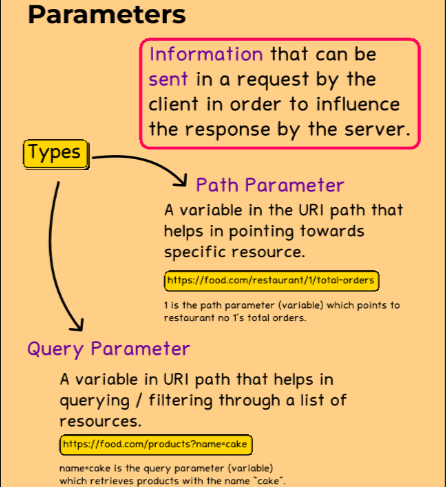 Parameters
Information that can be
sent in a request by the
client in order to influence
the response by the server.
Types
Path Parameter
A variable in the URI path that
helps in pointing towards
specific resource.
https://food.com/restaurant/1/total-orders
1 is the path parameter (variable) which points to
restaurant no 1's total orders.
Query Parameter
A variable in URI path that helps in
querying / filtering through a list of
resources.
https://food.com/products?name=cake
name=cake is the query parameter (variable)
which retrieves products with the name "cake".